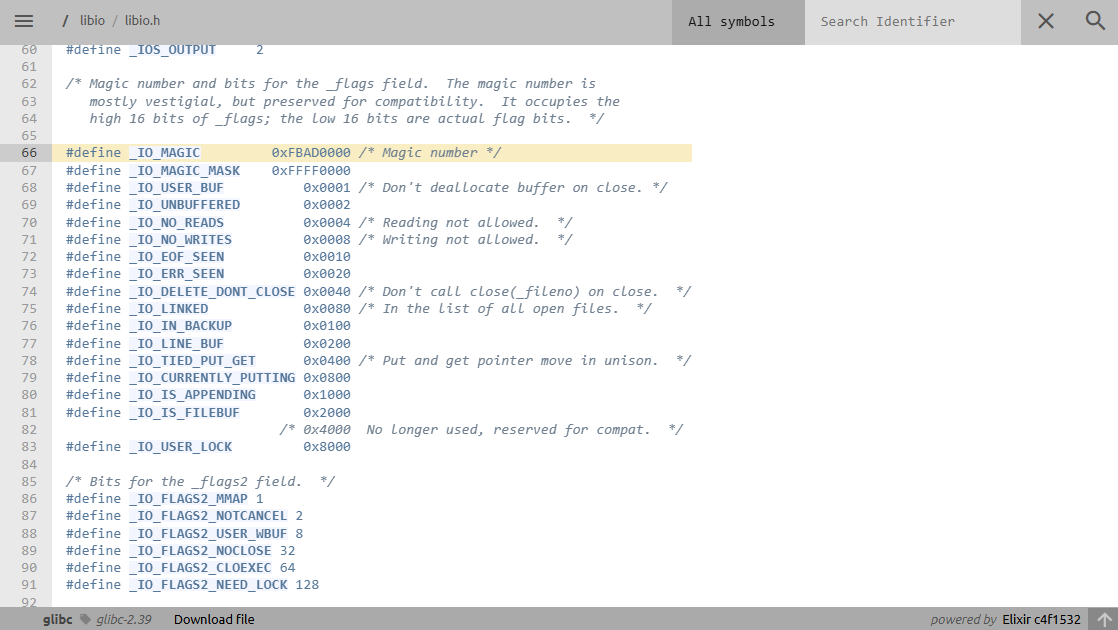 / libio / libio.h All symbols Search Identifier
60 #define _IOS_OUTPUT 2
61
62 /* Magic number and bits for the _flags field. The magic number is
63 mostly vestigial, but preserved for compatibility. It occupies the
64 high 16 bits of _flags; the low 16 bits are actual flag bits. */
65
66 #define _IO_MAGIC 0xFBAD0000 /* Magic number */
67 #define _IO_MAGIC_MASK 0xFFFF0000
68 #define _IO_USER_BUF 0x0001 /* Don't deallocate buffer on close. */
69 #define _IO_UNBUFFERED 0x0002
70 #define _IO_NO_READS 0x0004 /* Reading not allowed. */
71 #define _IO_NO_WRITES 0x0008 /* Writing not allowed. */
72 #define _IO_EOF_SEEN 0x0010
73 #define _IO_ERR_SEEN 0x0020
74 #define _IO_DELETE_DONT_CLOSE 0x0040 /* Don't call close(_fileno) on close. */
75 #define _IO_LINKED 0x0080 /* In the list of all open files. */
76 #define _IO_IN_BACKUP 0x0100
77 #define _IO_LINE_BUF 0x0200
78 #define _IO_TIED_PUT_GET 0x0400 /* Put and get pointer move in unison. */
79 #define _IO_CURRENTLY_PUTTING 0x0800
80 #define _IO_IS_APPENDING 0x1000
81 #define _IO_IS_FILEBUF 0x2000
82 /* 0x4000 No longer used, reserved for compat. */
83 #define _IO_USER_LOCK 0x8000
84
85 /* Bits for the _flags2 field. */
86 #define _IO_FLAGS2_MMAP 1
87 #define _IO_FLAGS2_NOTCANCEL 2
88 #define _IO_FLAGS2_USER_WBUF 8
89 #define _IO_FLAGS2_NOCLOSE 32
90 #define _IO_FLAGS2_CLOEXEC 64
91 #define _IO_FLAGS2_NEED_LOCK 128
92
glibc glibc-2.39 Download file powered by Elixir c4f1532